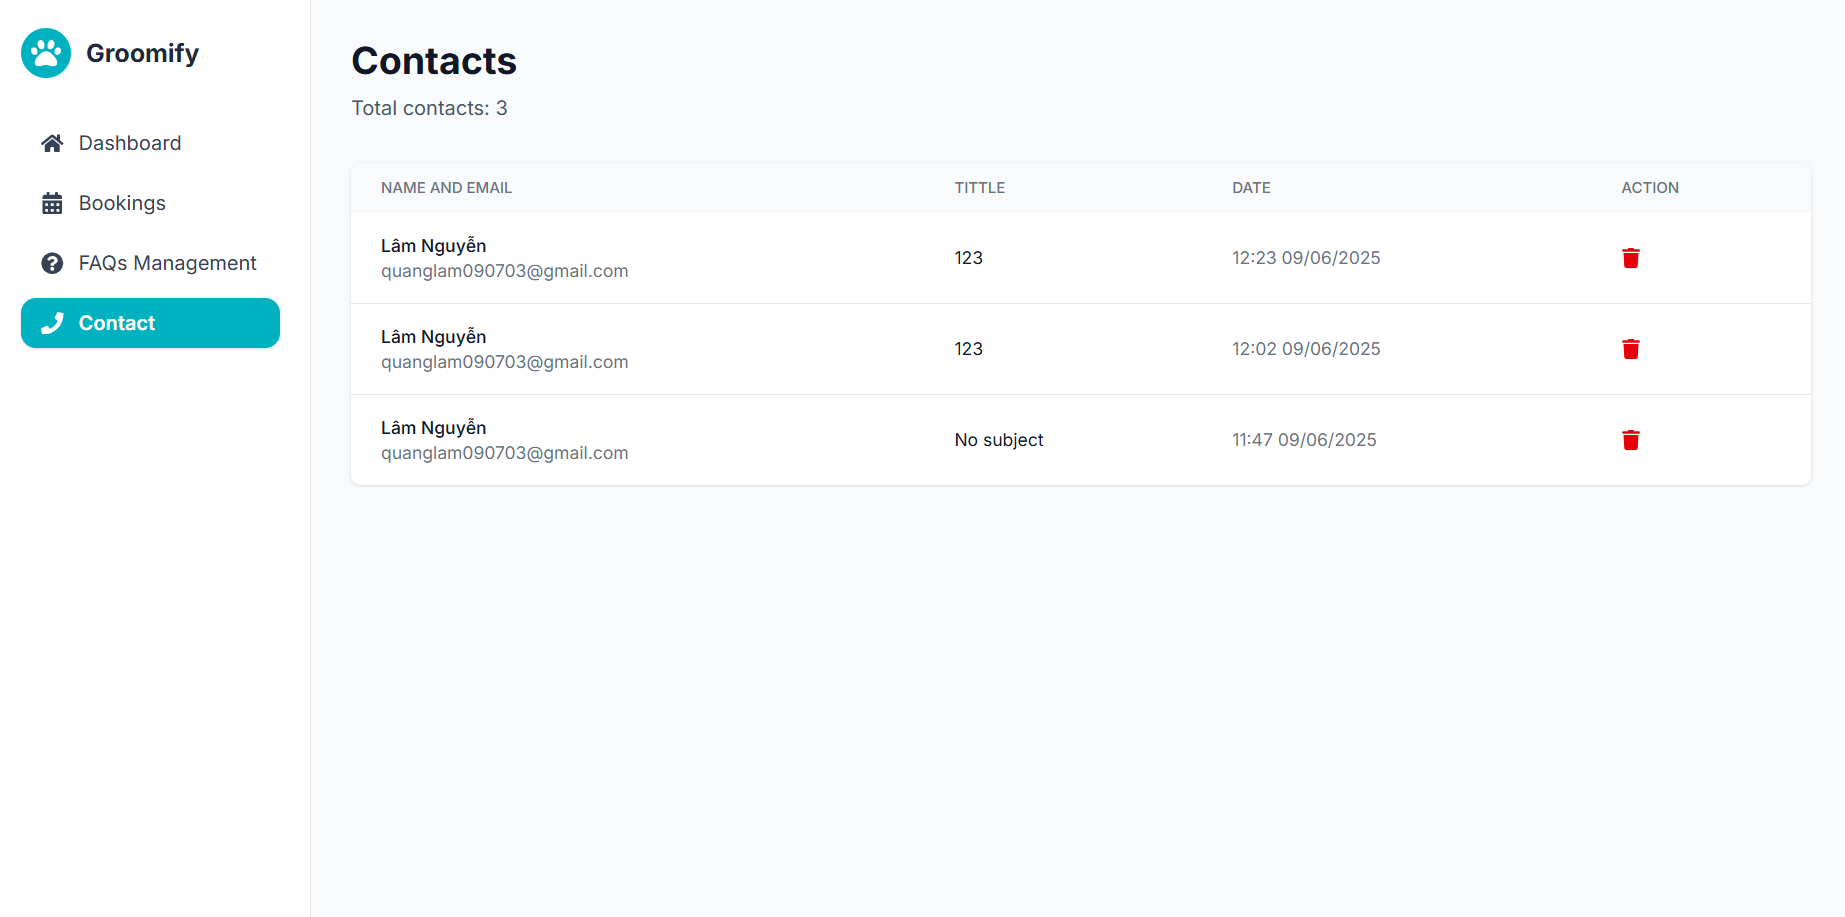 Groomify
Dashboard
Bookings
FAQs Management
Contact
Contacts
Total contacts: 3
NAME AND EMAIL TITTLE DATE ACTION
Lâm Nguyễn
quanglam090703@gmail.com
123
12:23 09/06/2025
Lâm Nguyễn
quanglam090703@gmail.com
123
12:02 09/06/2025
Lâm Nguyễn
quanglam090703@gmail.com
No subject
11:47 09/06/2025